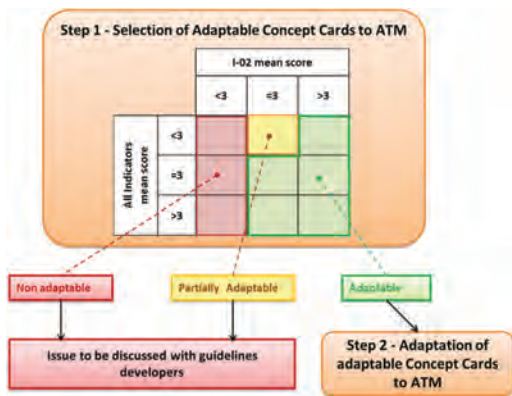 Step 1 - Selection of Adaptable Concept Cards to ATM
I-02 mean score
<3
=3
>3
All Indicators
mean score
<3
=3
>3
Non adaptable
Partially Adaptable
Adaptable
Issue to be discussed with guidelines
developers
Step 2 - Adaptation of
adaptable Concept Cards
to ATM